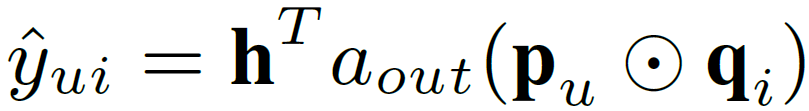 ŷ_{ui} = 𝐡^T a_{out}(𝐩_u ⊙ 𝐪_i)